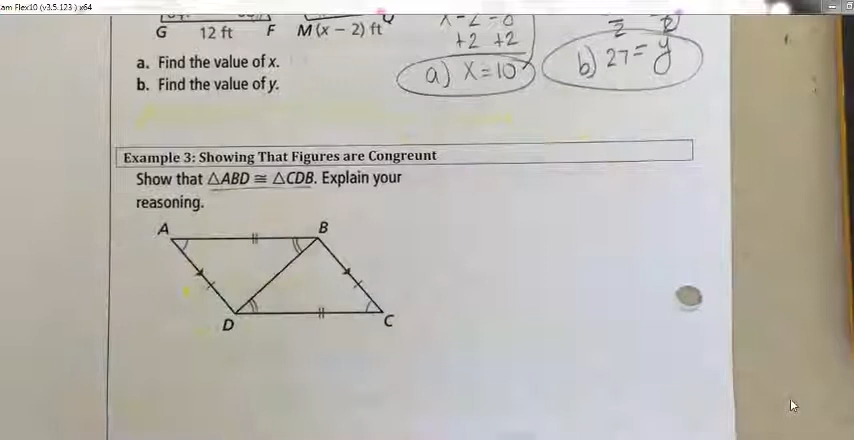 am Flex10 (v3.5.123 ) x64
G 12 ft F M (x − 2) ft
+2 +2
a) x=10
b) 27=y
a. Find the value of x.
b. Find the value of y.
Example 3: Showing That Figures are Congreunt
Show that △ABD ≅ △CDB. Explain your
reasoning.
A B
D C